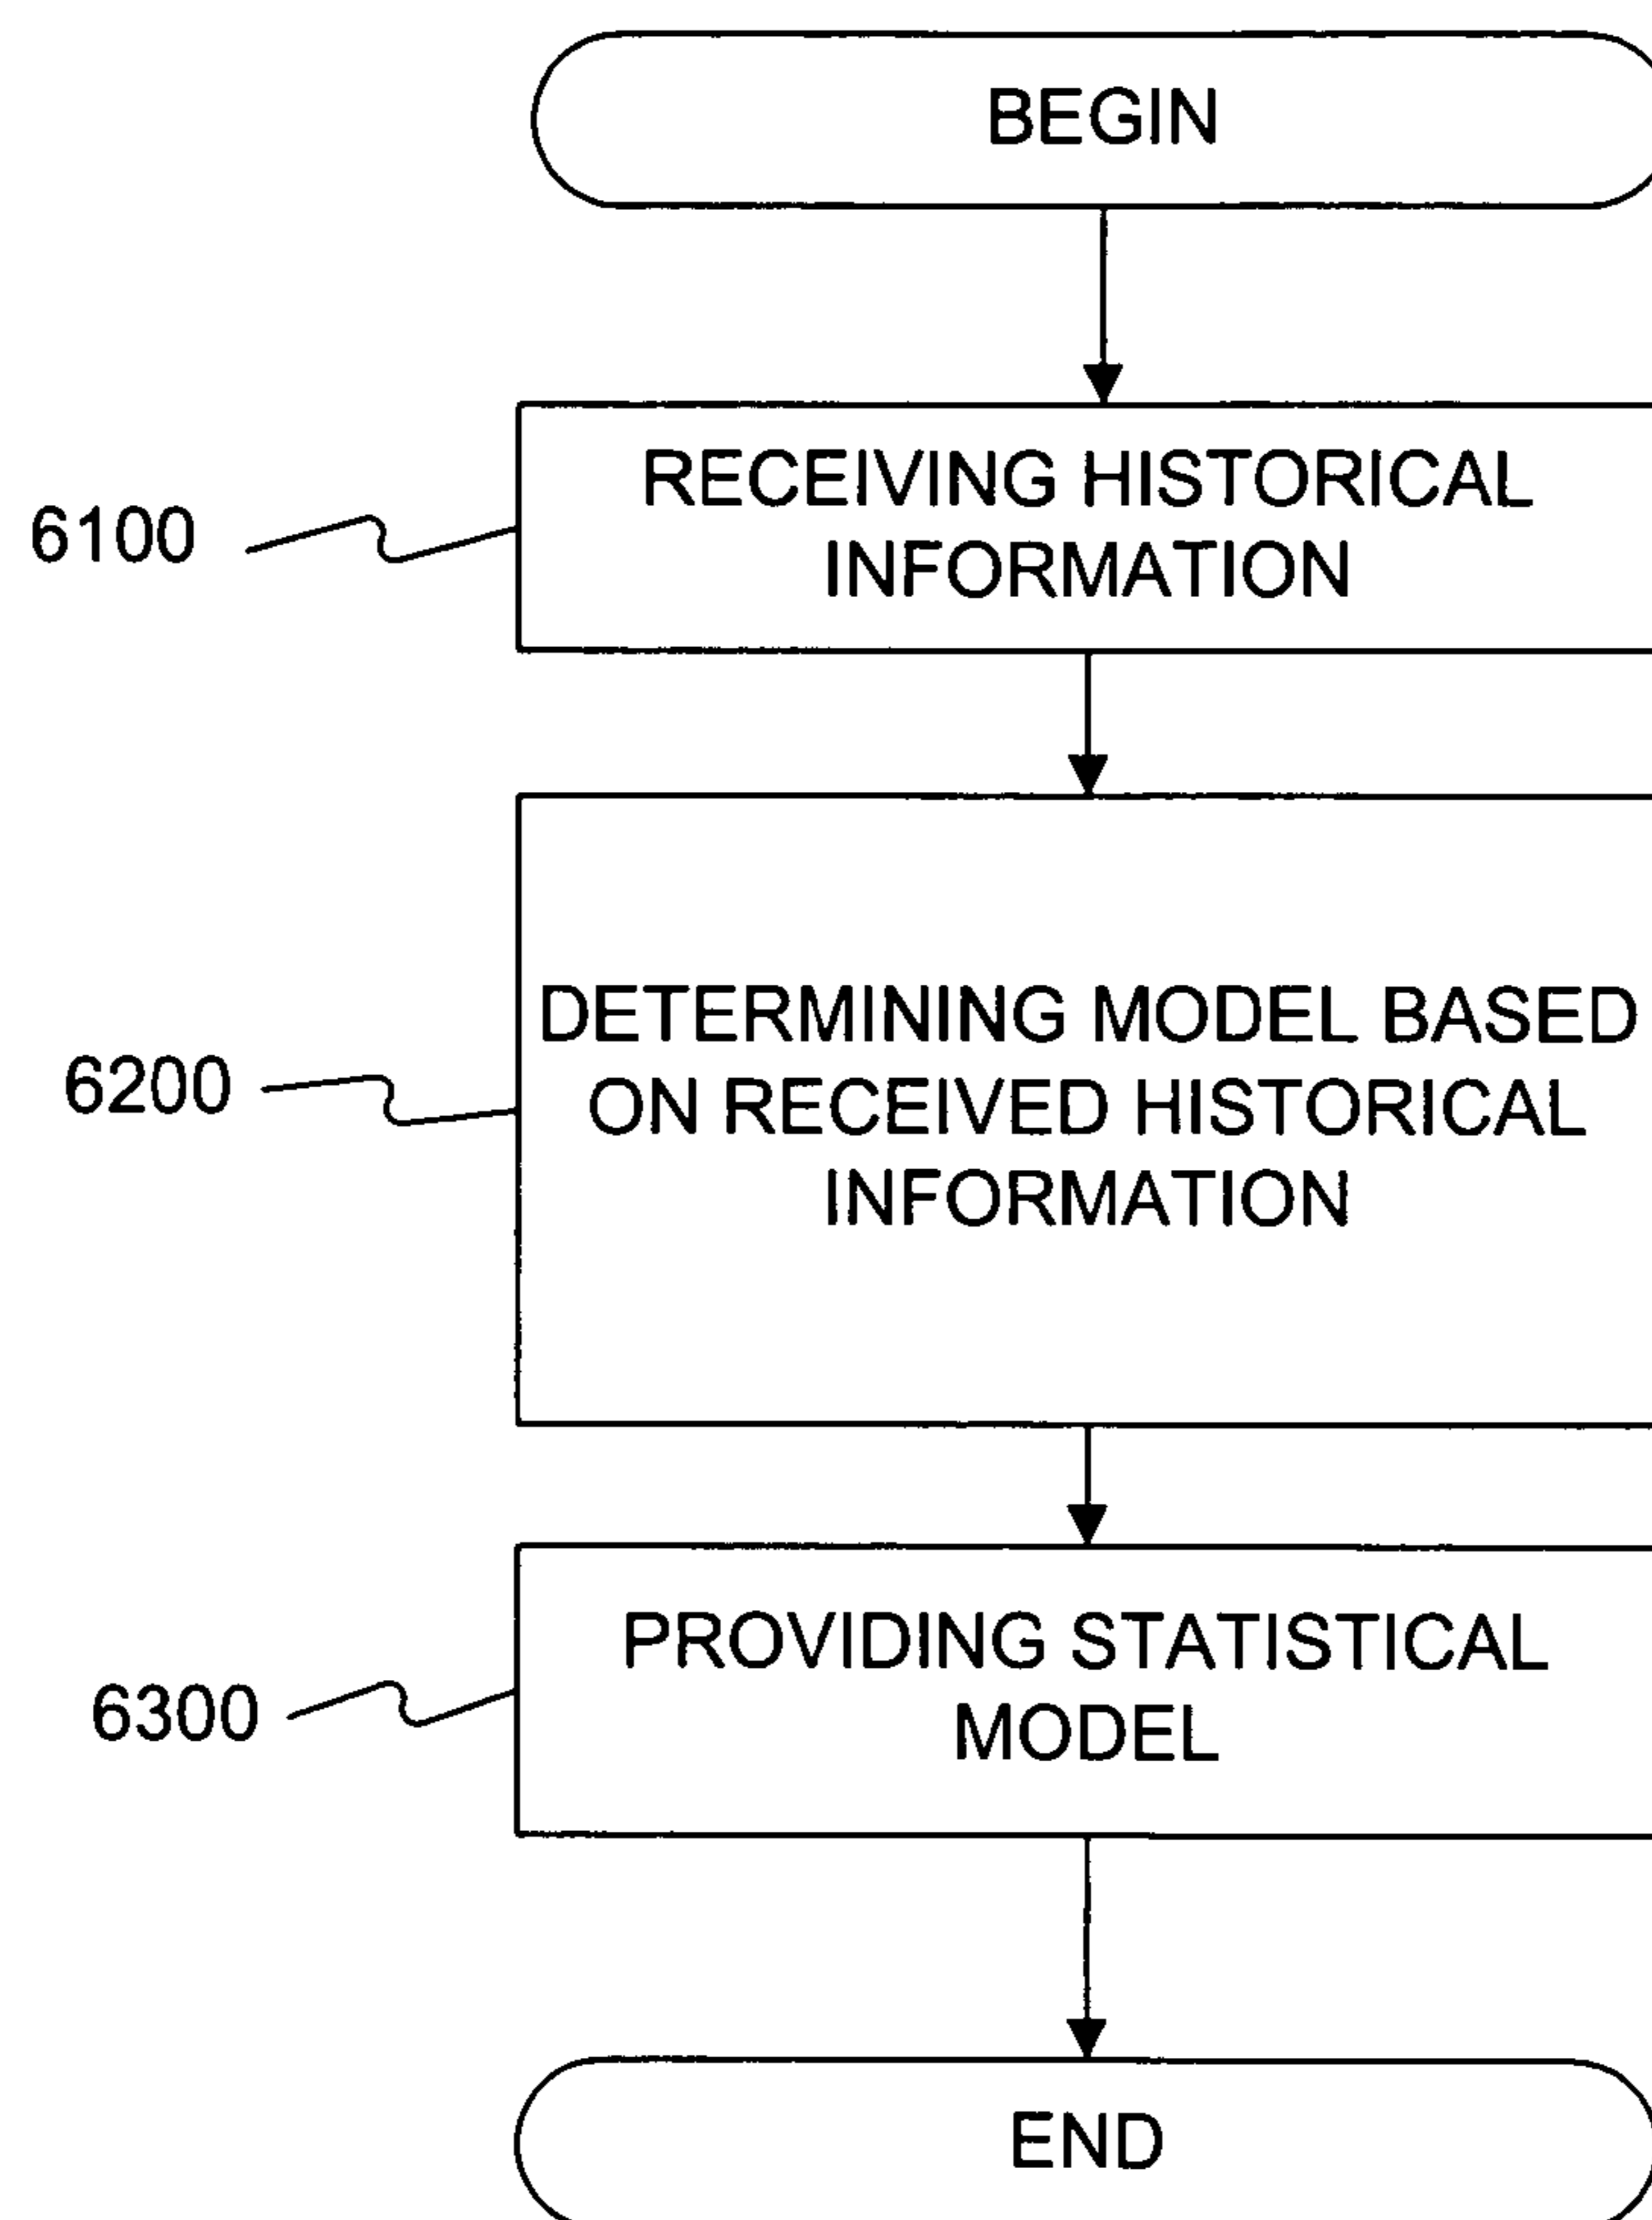 BEGIN
6100
RECEIVING HISTORICAL
INFORMATION
6200
DETERMINING MODEL BASED
ON RECEIVED HISTORICAL
INFORMATION
6300
PROVIDING STATISTICAL
MODEL
END